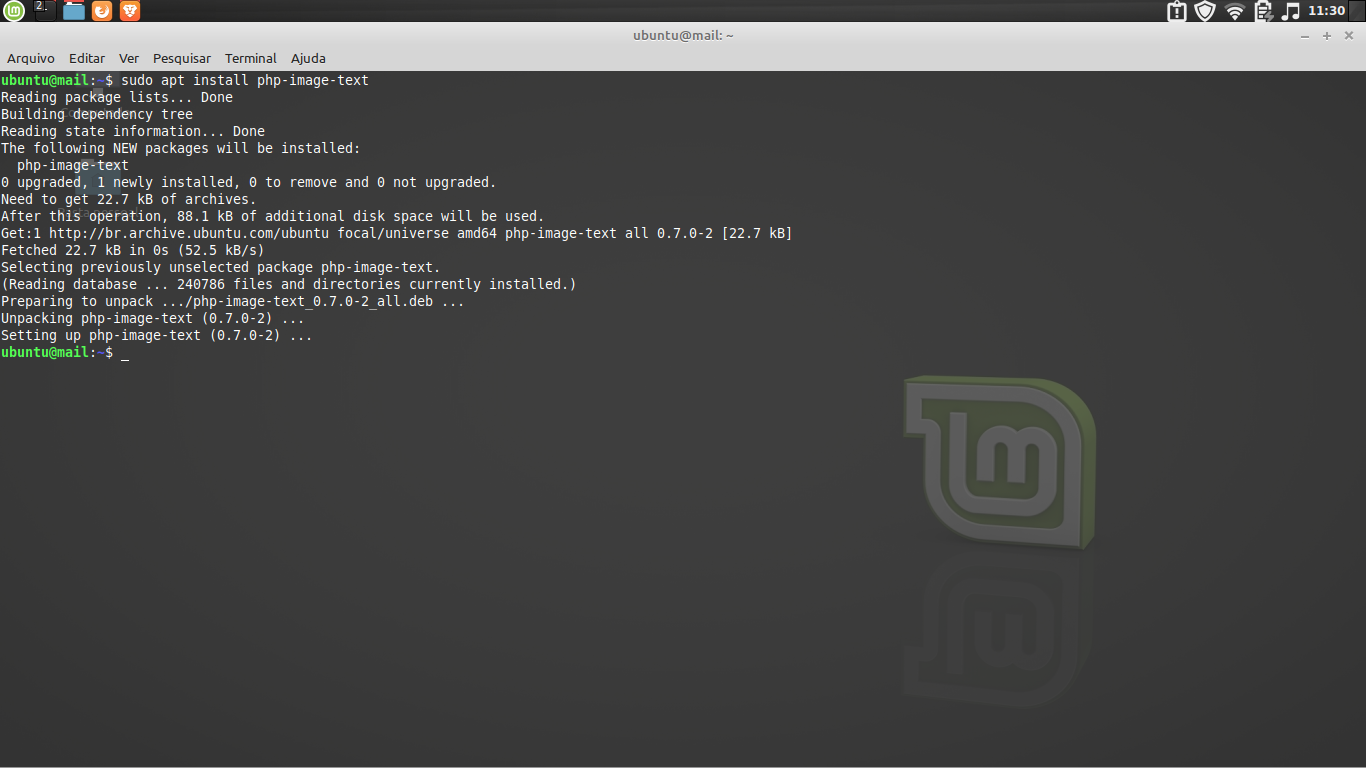 2
11:30
ubuntu@mail: ~
Arquivo Editar Ver Pesquisar Terminal Ajuda
ubuntu@mail:~$ sudo apt install php-image-text
Reading package lists... Done
Building dependency tree
Reading state information... Done
The following NEW packages will be installed:
  php-image-text
0 upgraded, 1 newly installed, 0 to remove and 0 not upgraded.
Need to get 22.7 kB of archives.
After this operation, 88.1 kB of additional disk space will be used.
Get:1 http://br.archive.ubuntu.com/ubuntu focal/universe amd64 php-image-text all 0.7.0-2 [22.7 kB]
Fetched 22.7 kB in 0s (52.5 kB/s)
Selecting previously unselected package php-image-text.
(Reading database ... 240786 files and directories currently installed.)
Preparing to unpack .../php-image-text_0.7.0-2_all.deb ...
Unpacking php-image-text (0.7.0-2) ...
Setting up php-image-text (0.7.0-2) ...
ubuntu@mail:~$ _